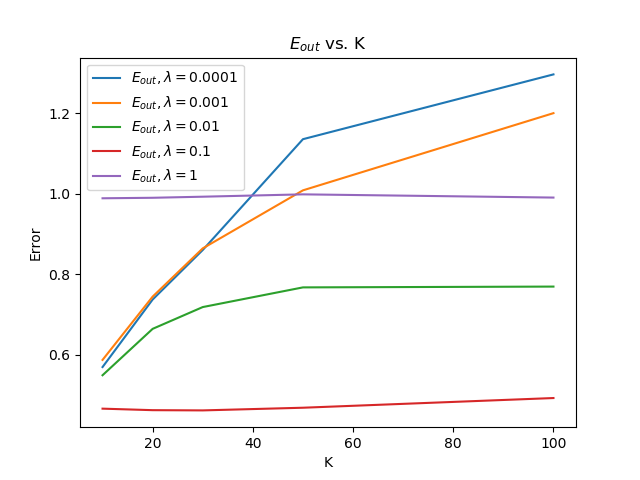 E_out vs. K
E_out, λ = 0.0001
E_out, λ = 0.001
E_out, λ = 0.01
E_out, λ = 0.1
E_out, λ = 1
1.2
1.0
0.8
0.6
Error
20 40 60 80 100
K